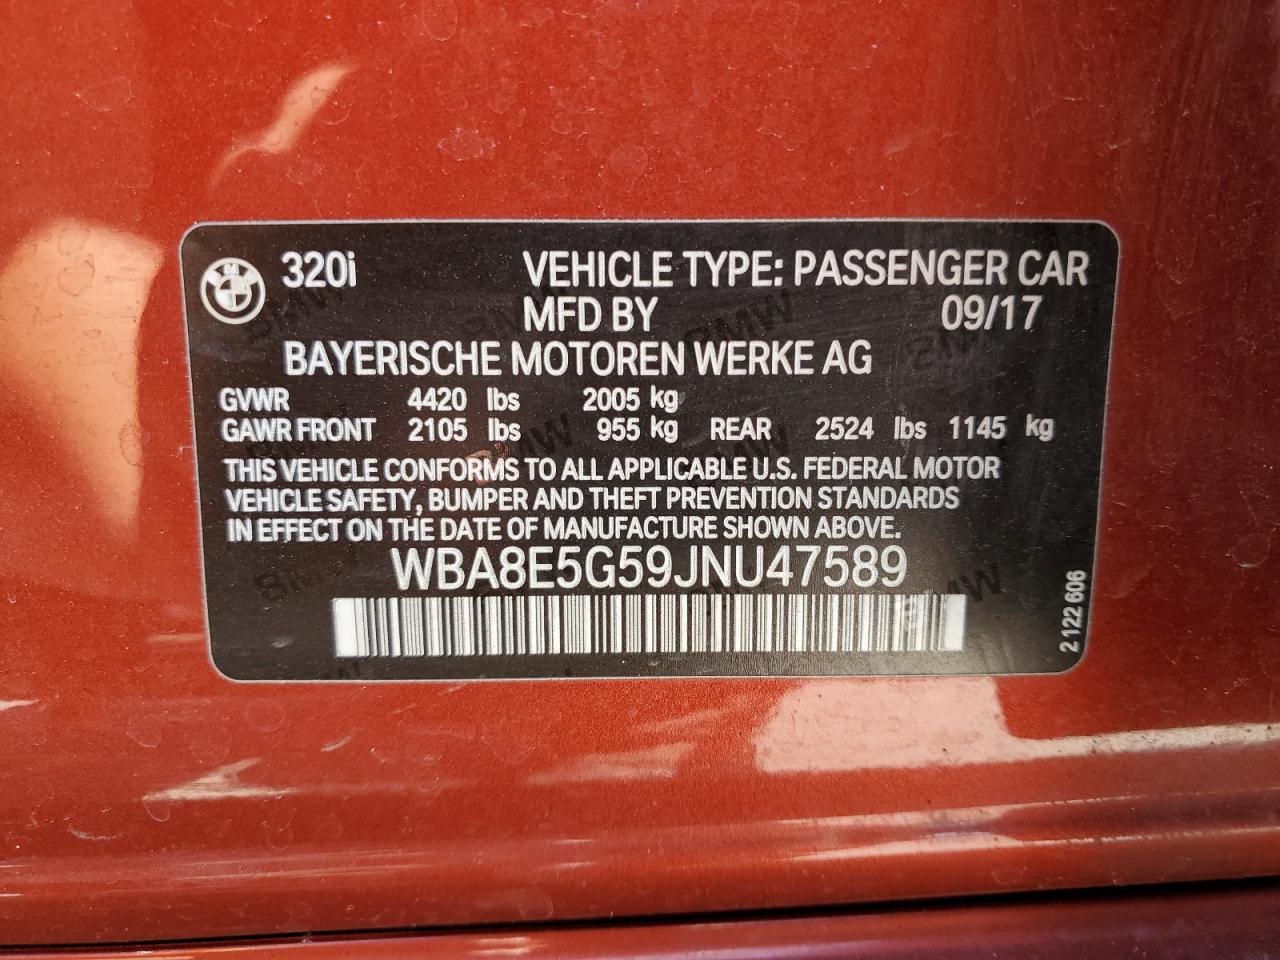 320i VEHICLE TYPE: PASSENGER CAR
MFD BY 09/17
BAYERISCHE MOTOREN WERKE AG
GVWR 4420 lbs 2005 kg
GAWR FRONT 2105 lbs 955 kg REAR 2524 lbs 1145 kg
THIS VEHICLE CONFORMS TO ALL APPLICABLE U.S. FEDERAL MOTOR
VEHICLE SAFETY, BUMPER AND THEFT PREVENTION STANDARDS
IN EFFECT ON THE DATE OF MANUFACTURE SHOWN ABOVE.
WBA8E5G59JNU47589
2 122 606